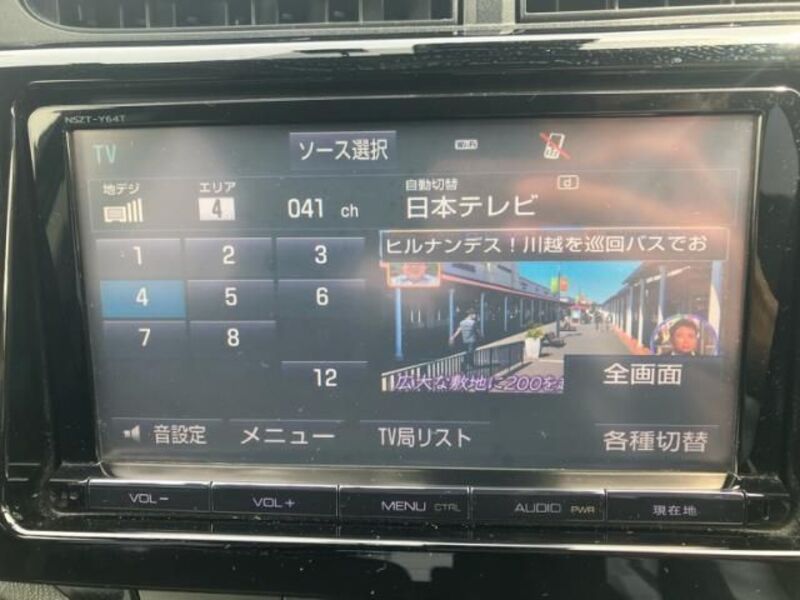 NSZT-Y64T
TV
ソース選択
地デジ
エリア
4
041 ch
自動切替
d
日本テレビ
ヒルナンデス！川越を巡回バスでお
1 2 3
4 5 6
7 8
12
広大な敷地に200を
全画面
音設定
メニュー
TV局リスト
各種切替
VOL－
VOL＋
MENU CTRL
AUDIO PWR
現在地